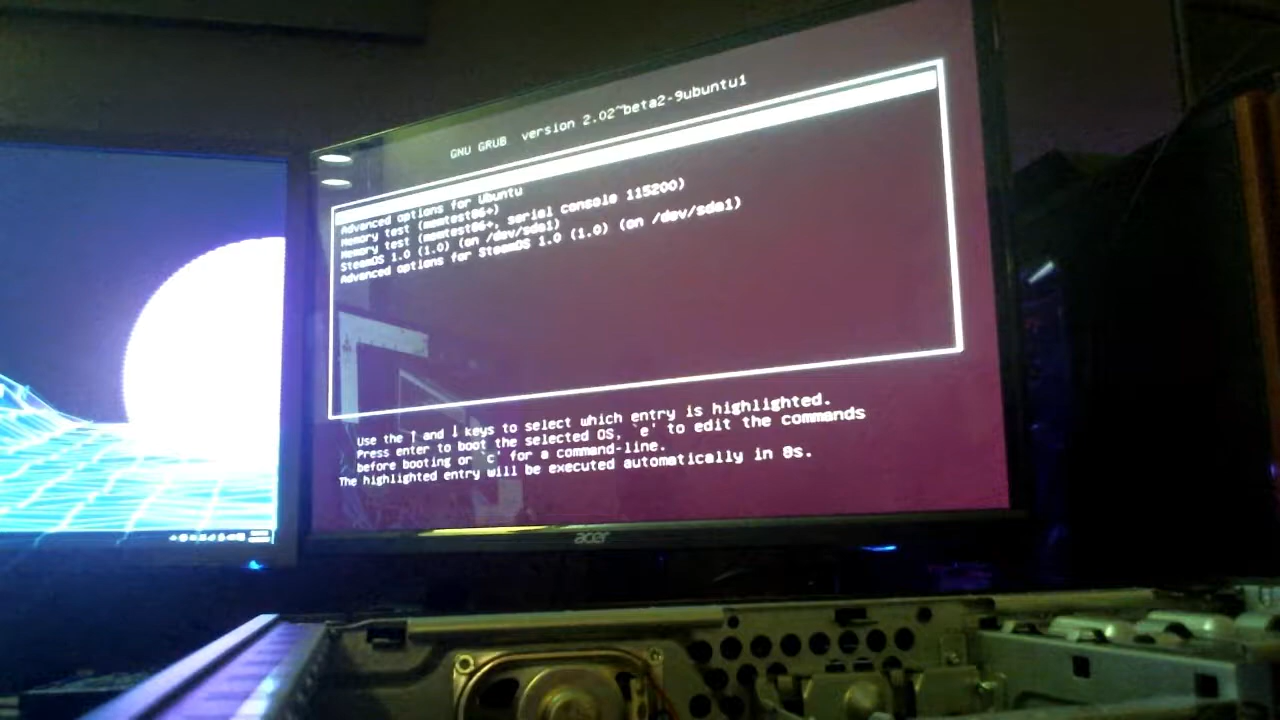 GNU GRUB version 2.02~beta2-9ubuntu1
Advanced options for Ubuntu
Memory test (memtest86+)
Memory test (memtest86+, serial console 115200)
SteamOS 1.0 (1.0) (on /dev/sda1)
Advanced options for SteamOS 1.0 (1.0) (on /dev/sda1)
Use the ↑ and ↓ keys to select which entry is highlighted.
Press enter to boot the selected OS, `e' to edit the commands
before booting or `c' for a command-line.
The highlighted entry will be executed automatically in 8s.
acer